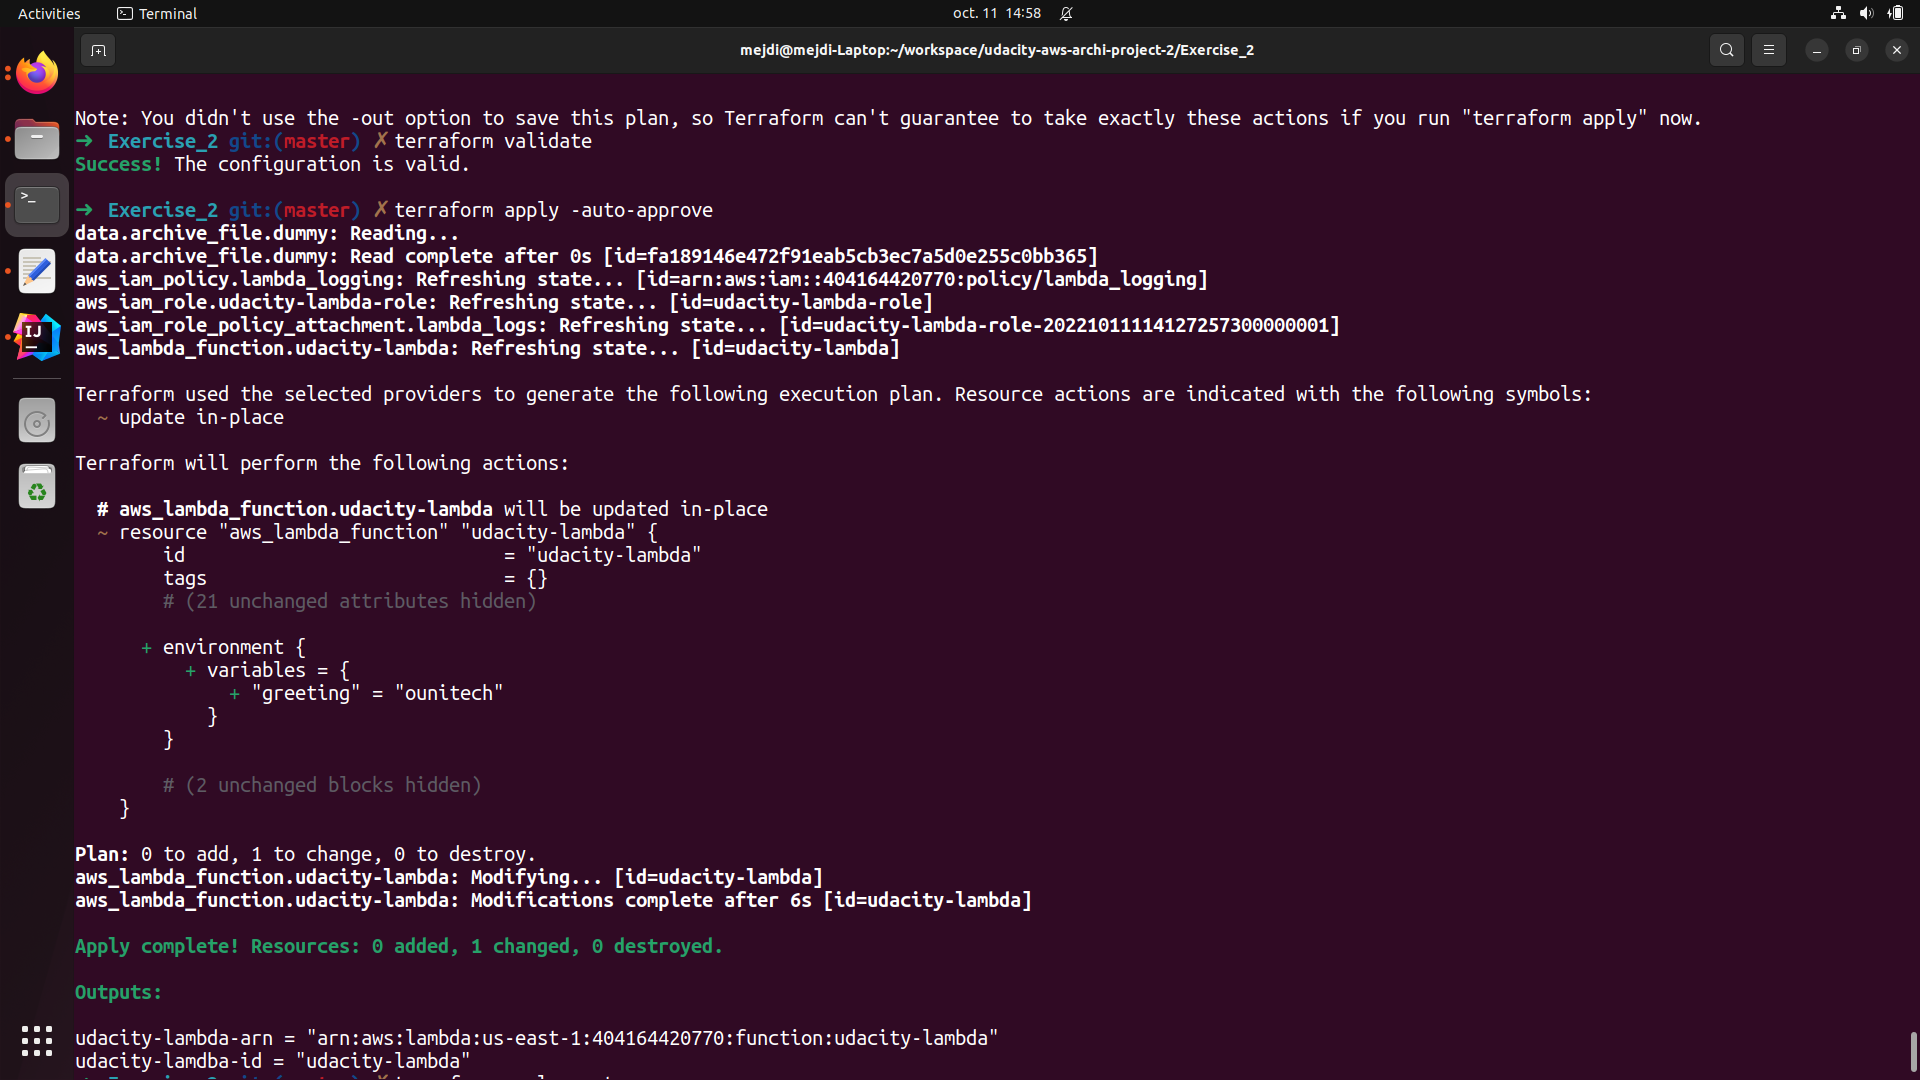 Activities
Terminal
oct. 11 14:58
mejdi@mejdi-Laptop:~/workspace/udacity-aws-archi-project-2/Exercise_2
Note: You didn't use the -out option to save this plan, so Terraform can't guarantee to take exactly these actions if you run "terraform apply" now.
➜ Exercise_2 git:(master) ✗ terraform validate
Success! The configuration is valid.
➜ Exercise_2 git:(master) ✗ terraform apply -auto-approve
data.archive_file.dummy: Reading...
data.archive_file.dummy: Read complete after 0s [id=fa189146e472f91eab5cb3ec7a5d0e255c0bb365]
aws_iam_policy.lambda_logging: Refreshing state... [id=arn:aws:iam::404164420770:policy/lambda_logging]
aws_iam_role.udacity-lambda-role: Refreshing state... [id=udacity-lambda-role]
aws_iam_role_policy_attachment.lambda_logs: Refreshing state... [id=udacity-lambda-role-20221011114127257300000001]
aws_lambda_function.udacity-lambda: Refreshing state... [id=udacity-lambda]
Terraform used the selected providers to generate the following execution plan. Resource actions are indicated with the following symbols:
~ update in-place
Terraform will perform the following actions:
# aws_lambda_function.udacity-lambda will be updated in-place
~ resource "aws_lambda_function" "udacity-lambda" {
id = "udacity-lambda"
tags = {}
# (21 unchanged attributes hidden)
+ environment {
+ variables = {
+ "greeting" = "ounitech"
}
}
# (2 unchanged blocks hidden)
}
Plan: 0 to add, 1 to change, 0 to destroy.
aws_lambda_function.udacity-lambda: Modifying... [id=udacity-lambda]
aws_lambda_function.udacity-lambda: Modifications complete after 6s [id=udacity-lambda]
Apply complete! Resources: 0 added, 1 changed, 0 destroyed.
Outputs:
udacity-lambda-arn = "arn:aws:lambda:us-east-1:404164420770:function:udacity-lambda"
udacity-lamdba-id = "udacity-lambda"